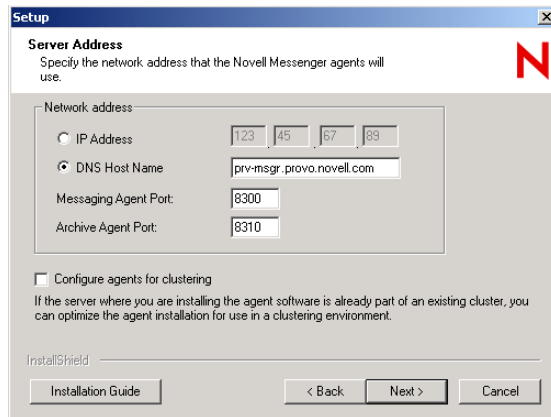 Setup
Server Address
Specify the network address that the Novell Messenger agents will
use.
N
Network address
IP Address 123 . 45 . 67 . 89
DNS Host Name prv-msgr.provo.novell.com
Messaging Agent Port: 8300
Archive Agent Port: 8310
Configure agents for clustering
If the server where you are installing the agent software is already part of an existing cluster, you
can optimize the agent installation for use in a clustering environment.
InstallShield
Installation Guide < Back Next > Cancel